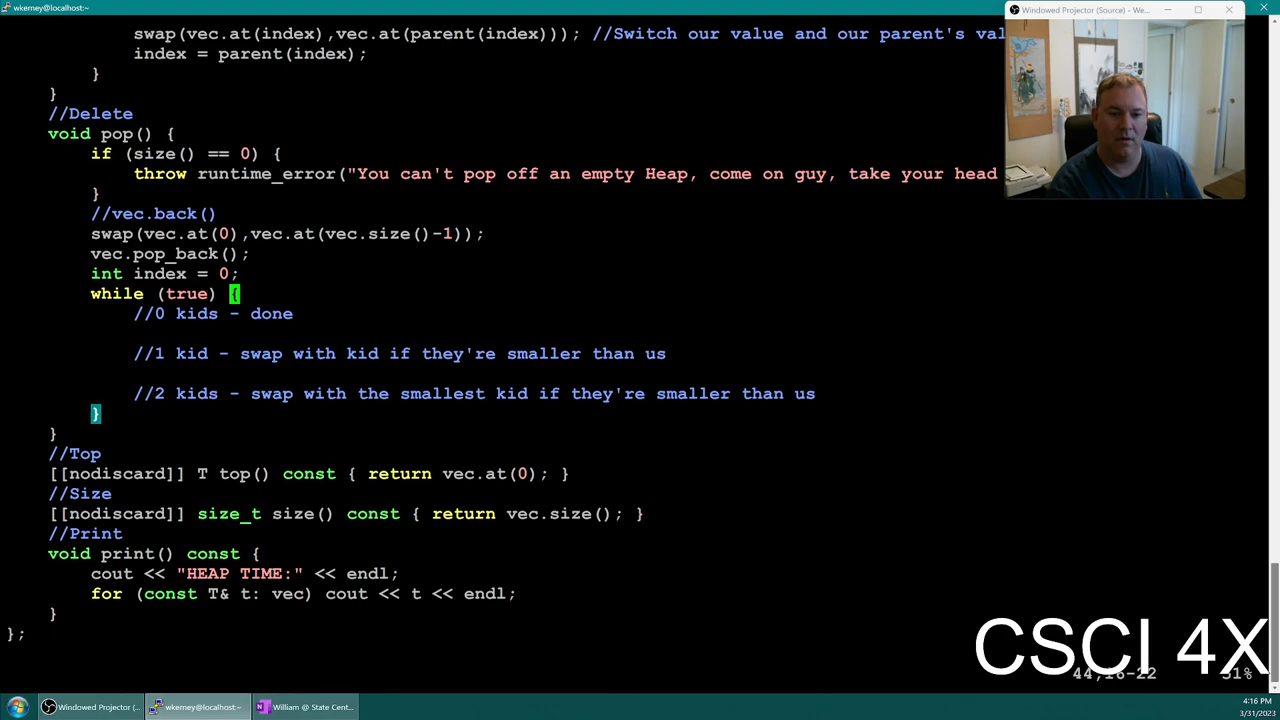 wkerney@localhost:~
Windowed Projector (Source) - We...
swap(vec.at(index),vec.at(parent(index))); //Switch our value and our parent's val
index = parent(index);
}
}
//Delete
void pop() {
if (size() == 0) {
throw runtime_error("You can't pop off an empty Heap, come on guy, take your head
}
//vec.back()
swap(vec.at(0),vec.at(vec.size()-1));
vec.pop_back();
int index = 0;
while (true) {
//0 kids - done
//1 kid - swap with kid if they're smaller than us
//2 kids - swap with the smallest kid if they're smaller than us
}
}
//Top
[[nodiscard]] T top() const { return vec.at(0); }
//Size
[[nodiscard]] size_t size() const { return vec.size(); }
//Print
void print() const {
cout << "HEAP TIME:" << endl;
for (const T& t: vec) cout << t << endl;
}
};
CSCI 4X
44,16-22 51%
Windowed Projector (...
wkerney@localhost:~
William @ State Cent...
4:16 PM
3/31/2023